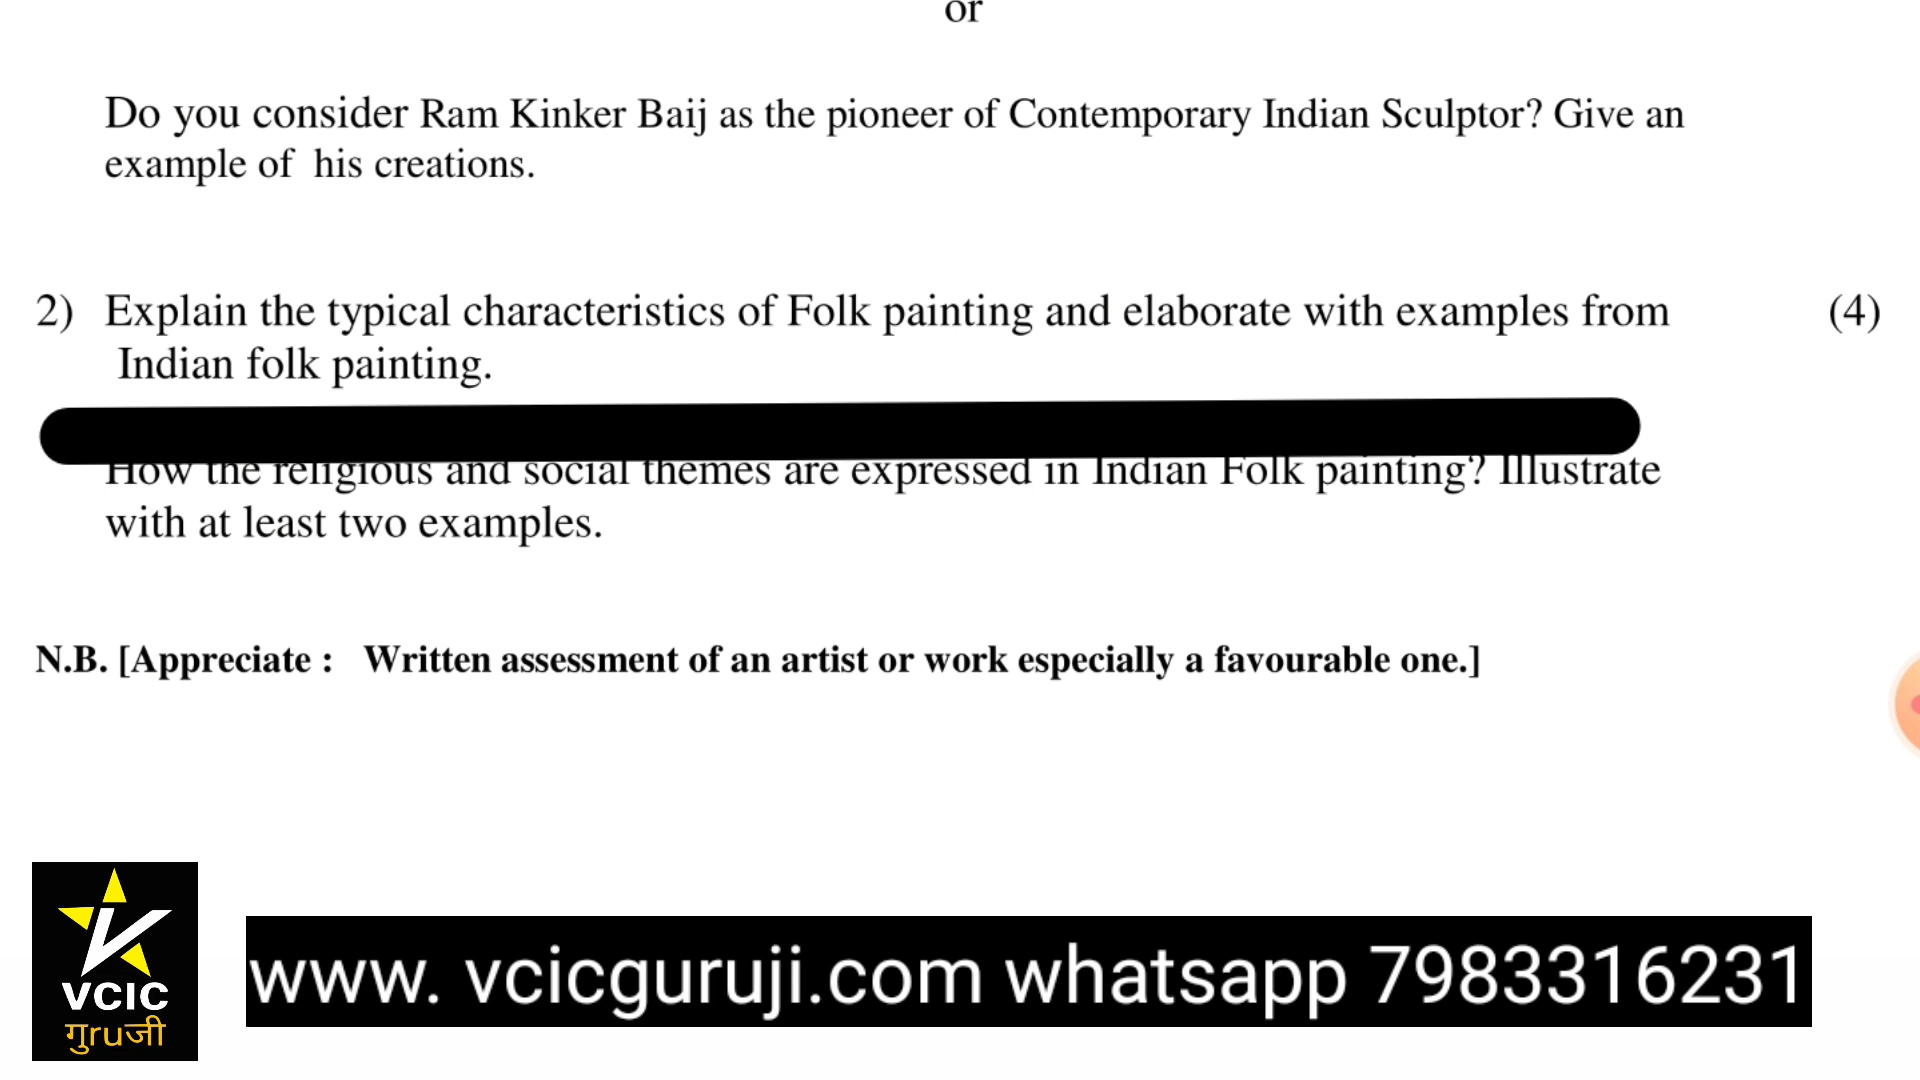 or
Do you consider Ram Kinker Baij as the pioneer of Contemporary Indian Sculptor? Give an
example of his creations.
2) Explain the typical characteristics of Folk painting and elaborate with examples from (4)
Indian folk painting.
How the religious and social themes are expressed in Indian Folk painting? Illustrate
with at least two examples.
N.B. [Appreciate : Written assessment of an artist or work especially a favourable one.]
VCIC
गुruजी
www. vcicguruji.com whatsapp 7983316231